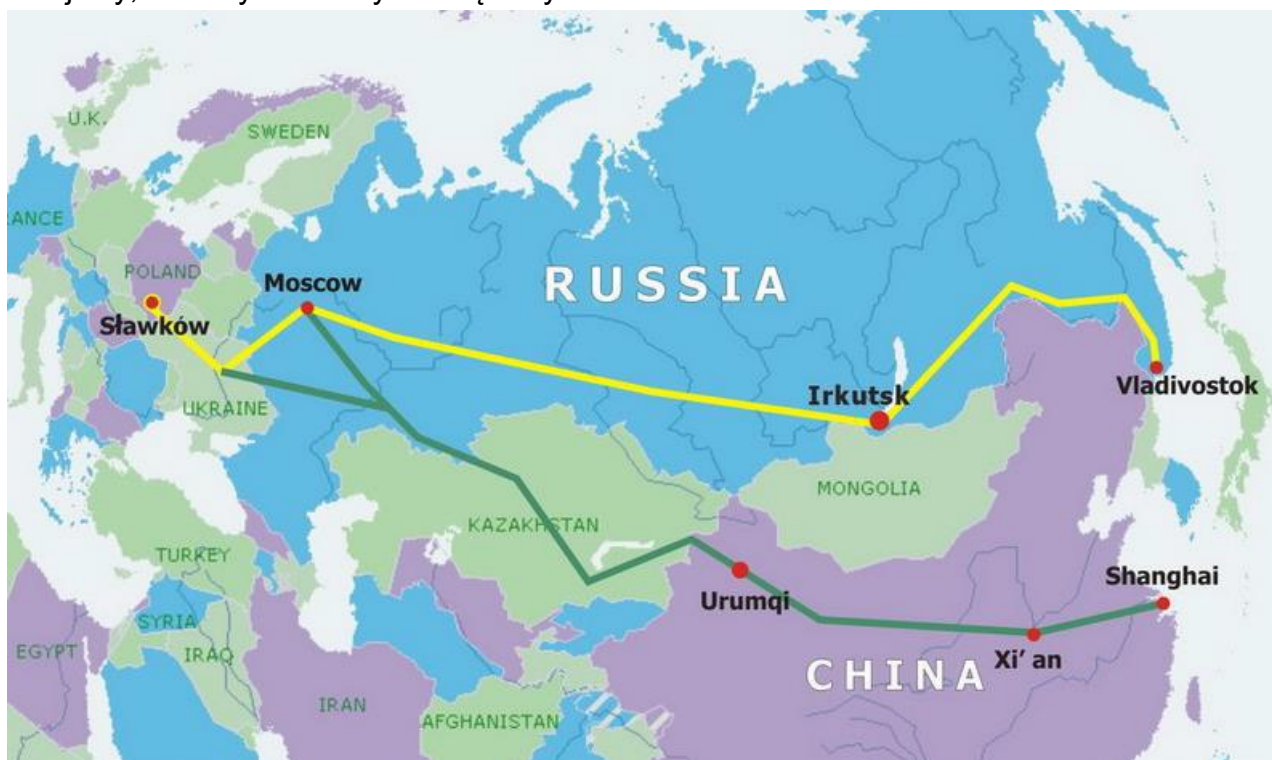 U.K.
SWEDEN
RANCE
POLAND
Moscow
RUSSIA
Sławków
Irkutsk
Vladivostok
UKRAINE
MONGOLIA
KAZAKHSTAN
TURKEY
Urumqi
Shanghai
SYRIA
EGYPT
IRAQ
Xi' an
CHINA
IRAN
AFGHANISTAN